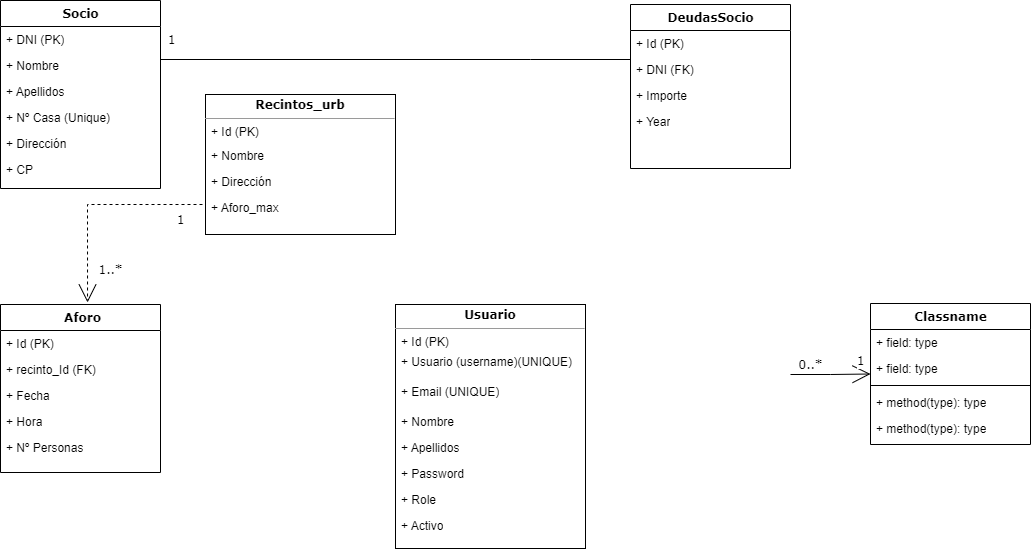 Socio
+ DNI (PK)
+ Nombre
+ Apellidos
+ Nº Casa (Unique)
+ Dirección
+ CP
1
DeudasSocio
+ Id (PK)
+ DNI (FK)
+ Importe
+ Year
Recintos_urb
+ Id (PK)
+ Nombre
+ Dirección
+ Aforo_max
1
1..*
Aforo
+ Id (PK)
+ recinto_Id (FK)
+ Fecha
+ Hora
+ Nº Personas
Usuario
+ Id (PK)
+ Usuario (username)(UNIQUE)
+ Email (UNIQUE)
+ Nombre
+ Apellidos
+ Password
+ Role
+ Activo
0..*
1
Classname
+ field: type
+ field: type
+ method(type): type
+ method(type): type